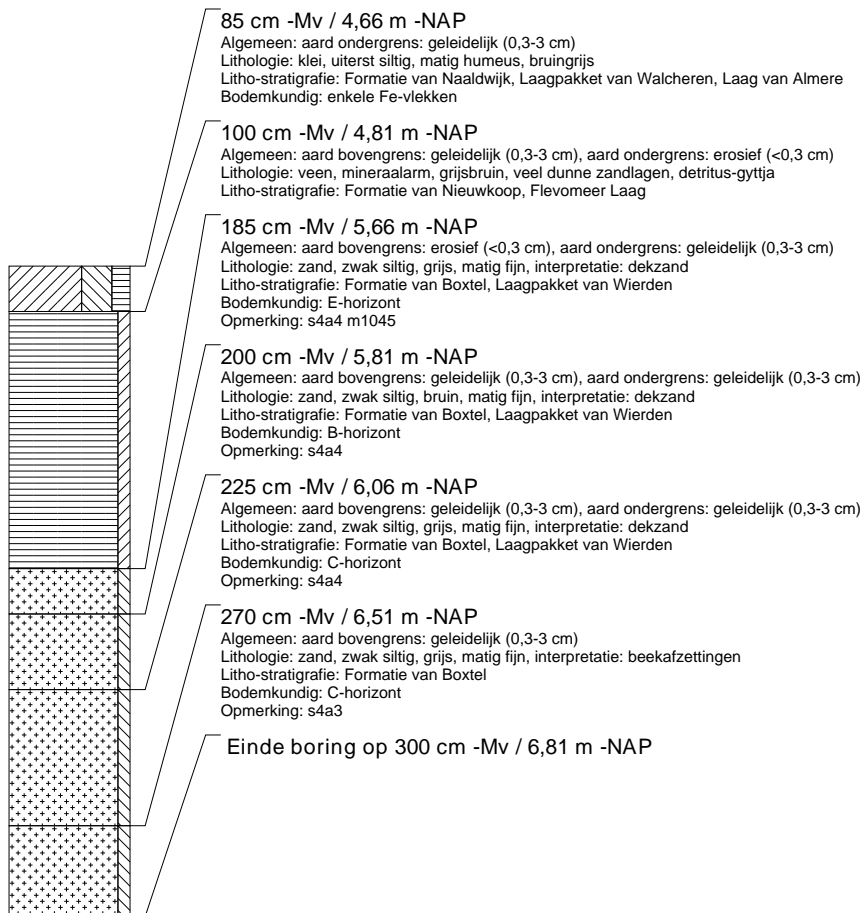 85 cm -Mv / 4,66 m -NAP
Algemeen: aard ondergrens: geleidelijk (0,3-3 cm)
Lithologie: klei, uiterst siltig, matig humeus, bruingrijs
Litho-stratigrafie: Formatie van Naaldwijk, Laagpakket van Walcheren, Laag van Almere
Bodemkundig: enkele Fe-vlekken
100 cm -Mv / 4,81 m -NAP
Algemeen: aard bovengrens: geleidelijk (0,3-3 cm), aard ondergrens: erosief (<0,3 cm)
Lithologie: veen, mineraalarm, grijsbruin, veel dunne zandlagen, detritus-gyttja
Litho-stratigrafie: Formatie van Nieuwkoop, Flevomeer Laag
185 cm -Mv / 5,66 m -NAP
Algemeen: aard bovengrens: erosief (<0,3 cm), aard ondergrens: geleidelijk (0,3-3 cm)
Lithologie: zand, zwak siltig, grijs, matig fijn, interpretatie: dekzand
Litho-stratigrafie: Formatie van Boxtel, Laagpakket van Wierden
Bodemkundig: E-horizont
Opmerking: s4a4 m1045
200 cm -Mv / 5,81 m -NAP
Algemeen: aard bovengrens: geleidelijk (0,3-3 cm), aard ondergrens: geleidelijk (0,3-3 cm)
Lithologie: zand, zwak siltig, bruin, matig fijn, interpretatie: dekzand
Litho-stratigrafie: Formatie van Boxtel, Laagpakket van Wierden
Bodemkundig: B-horizont
Opmerking: s4a4
225 cm -Mv / 6,06 m -NAP
Algemeen: aard bovengrens: geleidelijk (0,3-3 cm), aard ondergrens: geleidelijk (0,3-3 cm)
Lithologie: zand, zwak siltig, grijs, matig fijn, interpretatie: dekzand
Litho-stratigrafie: Formatie van Boxtel, Laagpakket van Wierden
Bodemkundig: C-horizont
Opmerking: s4a4
270 cm -Mv / 6,51 m -NAP
Algemeen: aard bovengrens: geleidelijk (0,3-3 cm)
Lithologie: zand, zwak siltig, grijs, matig fijn, interpretatie: beekafzettingen
Litho-stratigrafie: Formatie van Boxtel
Bodemkundig: C-horizont
Opmerking: s4a3
Einde boring op 300 cm -Mv / 6,81 m -NAP